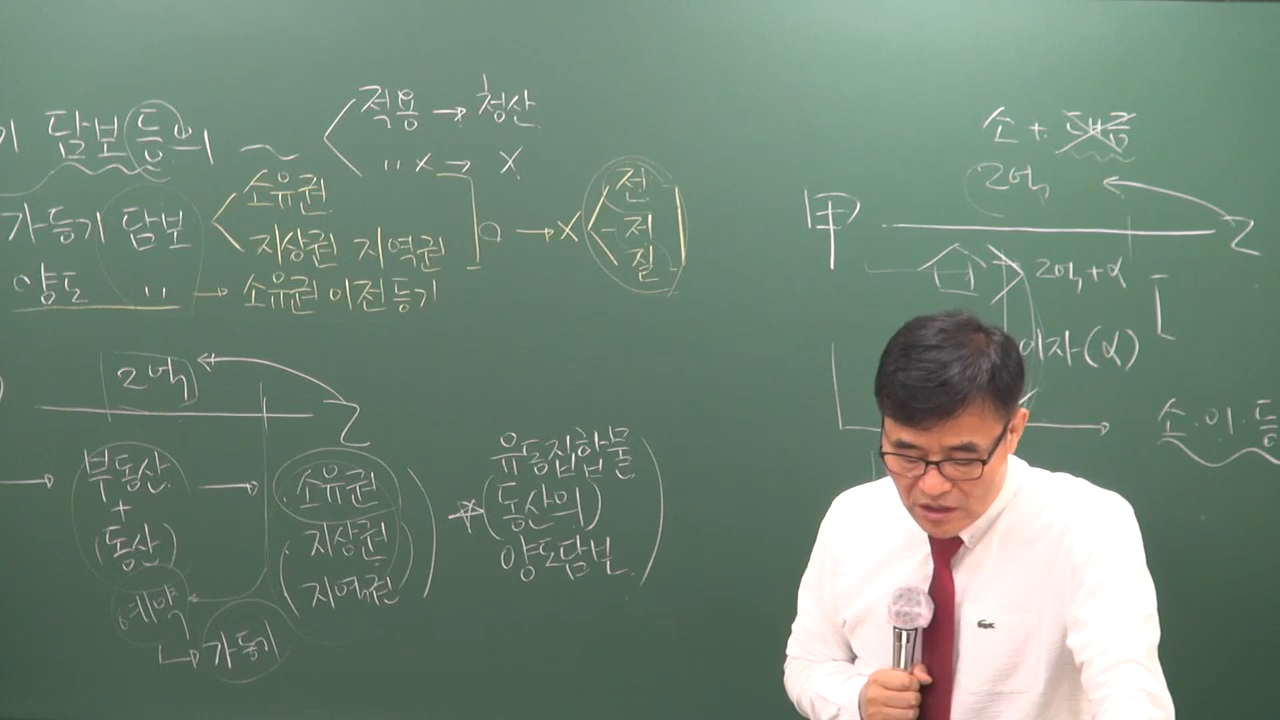 기 담보등의 ~
적용 → 청산
〃 X → X
가등기 담보
소유권
지상권 지역권
양도 〃 → 소유권이전등기
O → X
전
저
질
2억
乙
→ 부동산
+
(동산)
예약
→ 가등기
→ 소유권
지상권
지역권
유동집합물
(동산의)
양도담보
소 + 대금
2억
甲
乙
2억+α
이자(α)
소.이.등